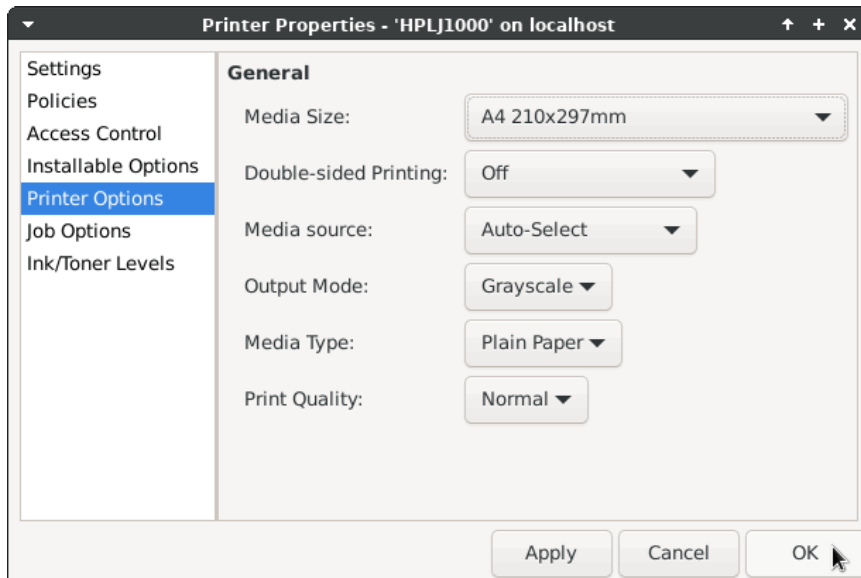 Printer Properties - 'HPLJ1000' on localhost
Settings
Policies
Access Control
Installable Options
Printer Options
Job Options
Ink/Toner Levels
General
Media Size: A4 210x297mm
Double-sided Printing: Off
Media source: Auto-Select
Output Mode: Grayscale
Media Type: Plain Paper
Print Quality: Normal
Apply Cancel OK